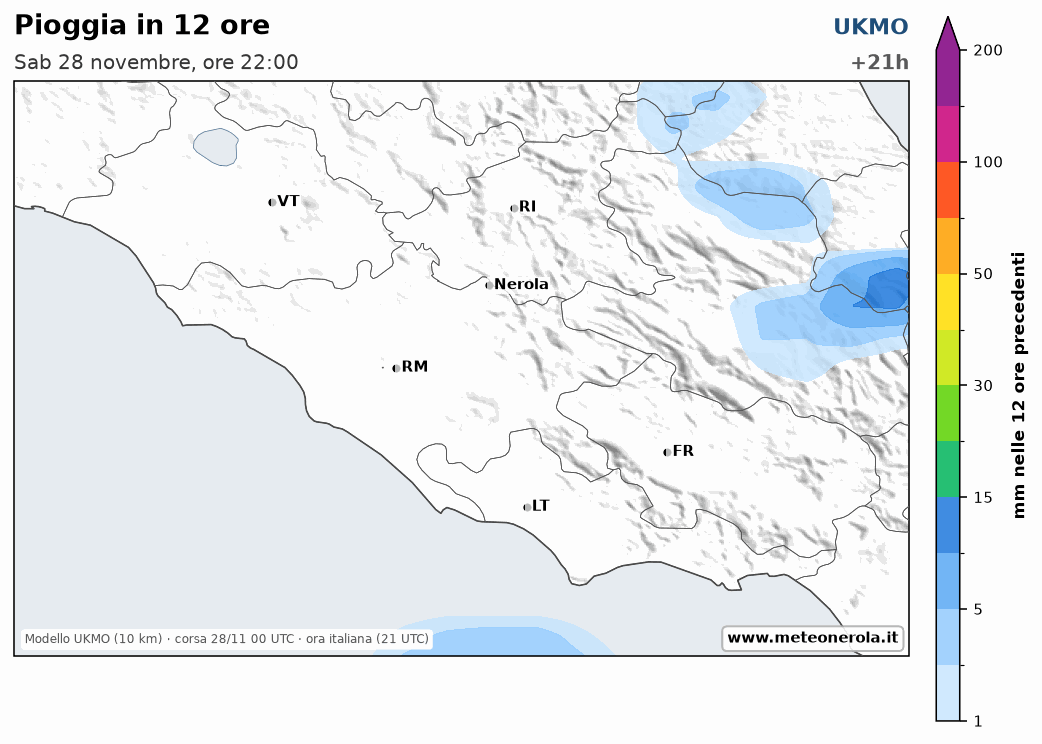 Pioggia in 12 ore
UKMO
Sab 28 novembre, ore 22:00
+21h
VT
RI
Nerola
RM
FR
LT
Modello UKMO (10 km) · corsa 28/11 00 UTC · ora italiana (21 UTC)
www.meteonerola.it
200
100
50
30
15
5
1
mm nelle 12 ore precedenti